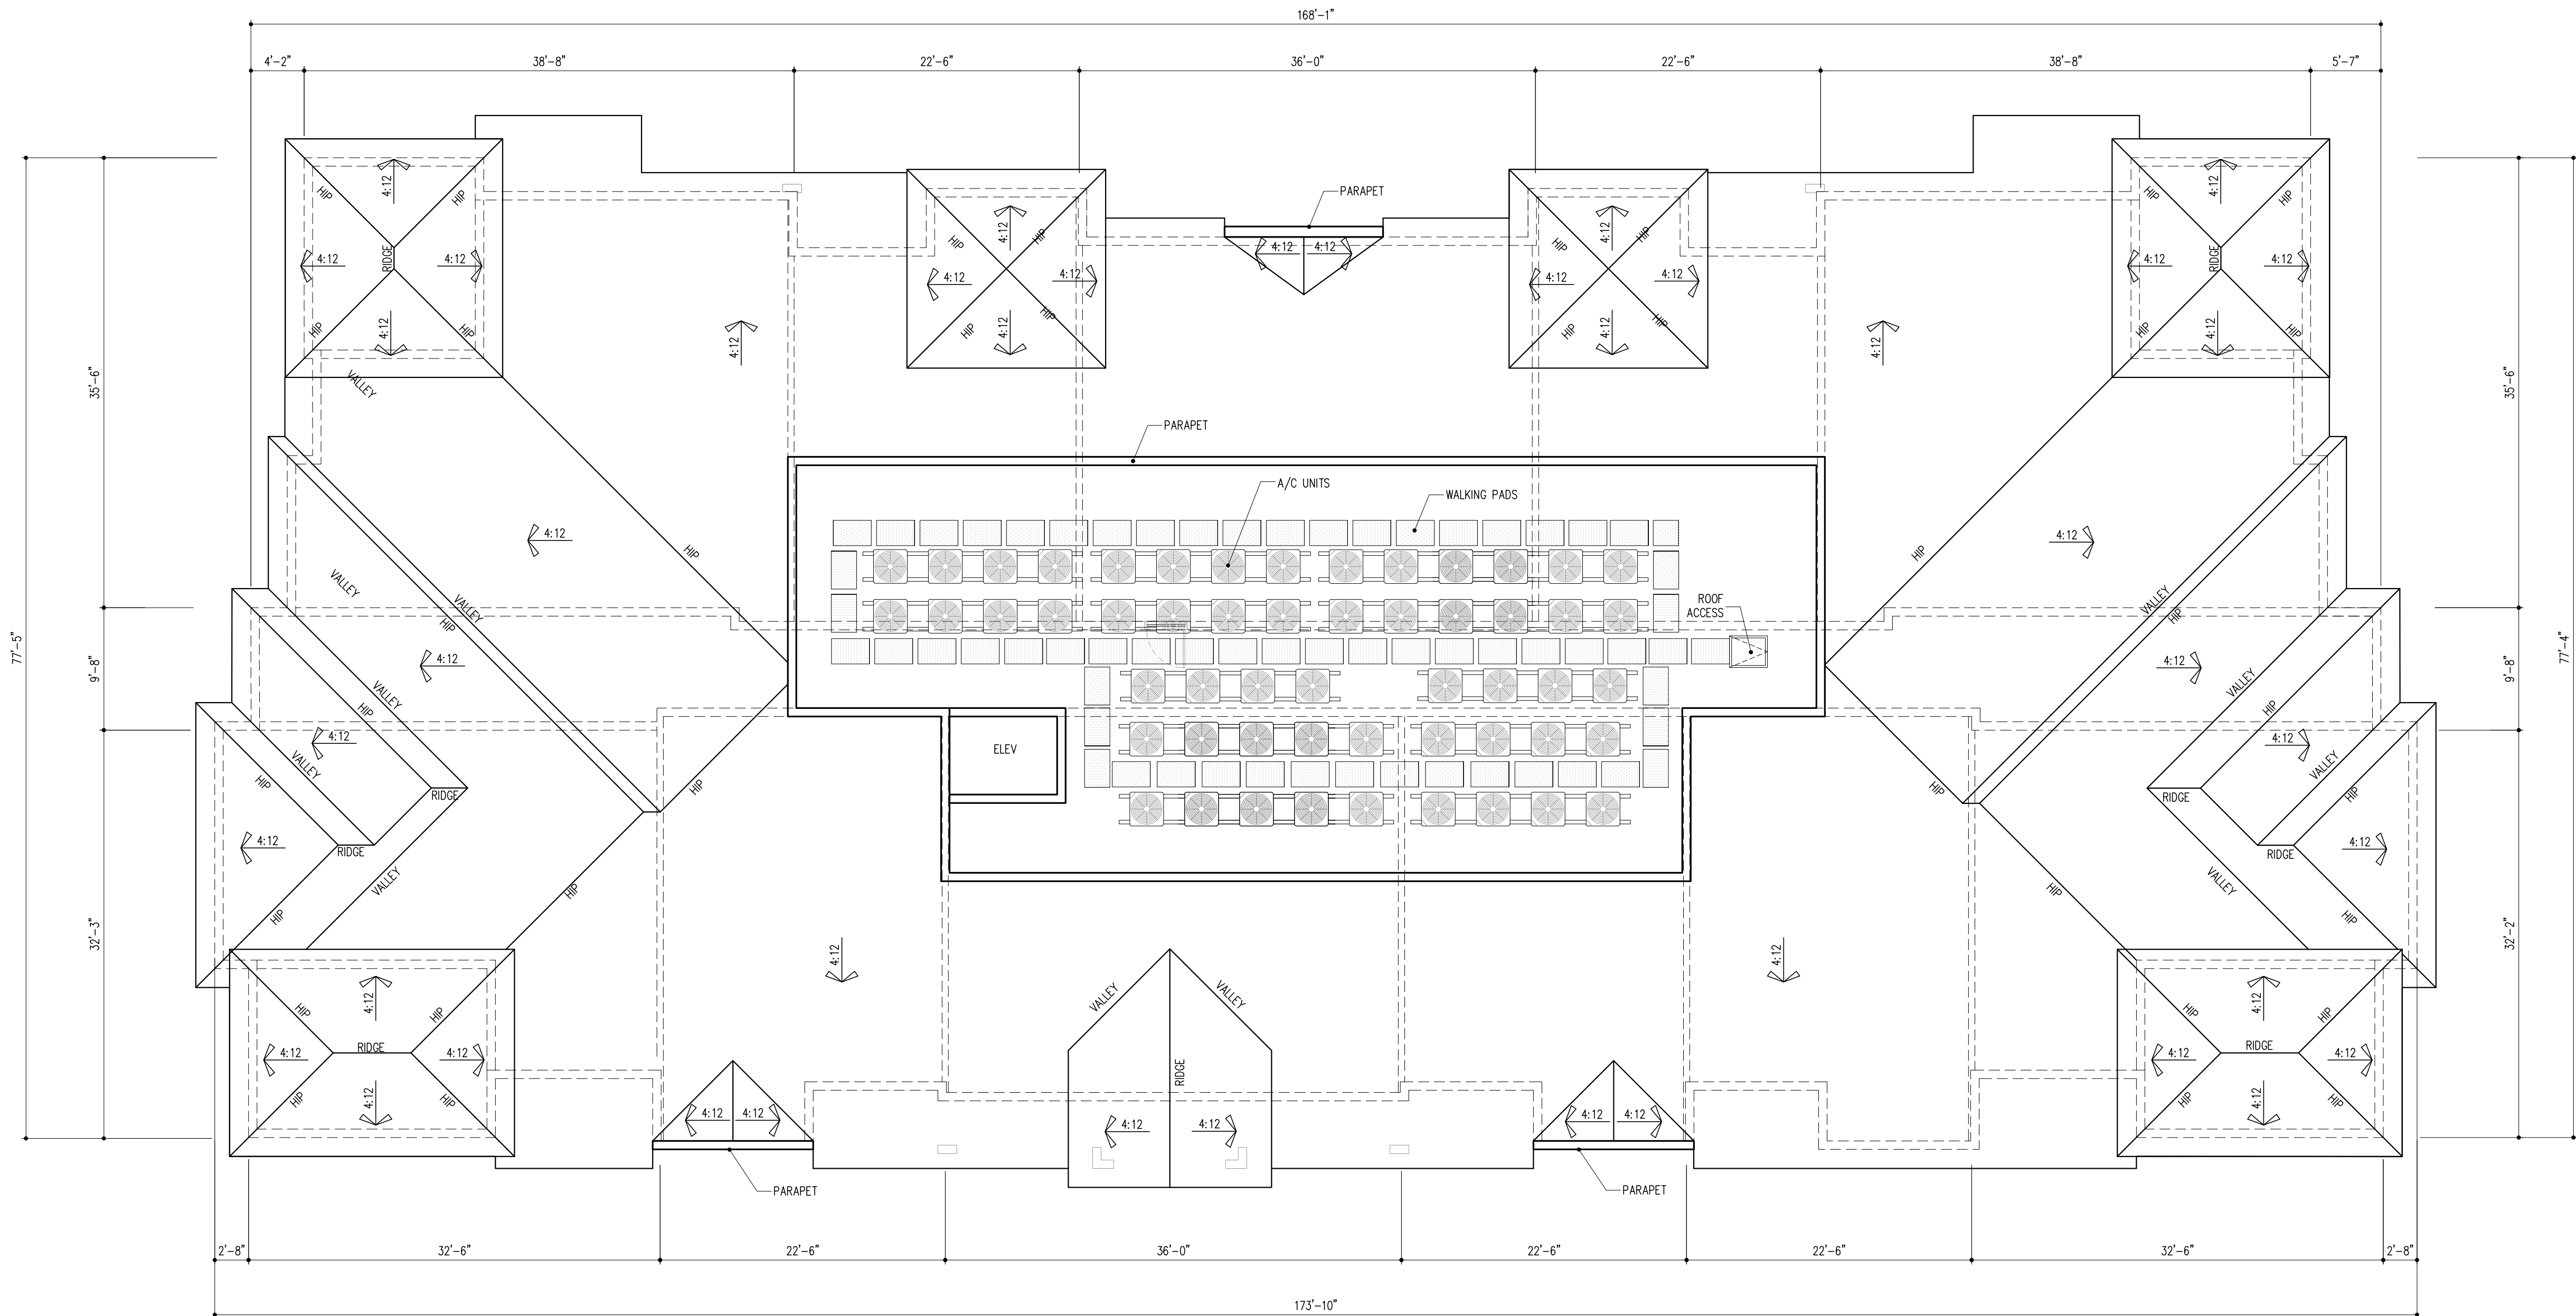 168'-1"
4'-2"
38'-8"
22'-6"
36'-0"
22'-6"
38'-8"
5'-7"
PARAPET
HIP
4:12
HIP
4:12
RIDGE
4:12
HIP
4:12
HIP
VALLEY
HIP
4:12
HIP
4:12
4:12
HIP
4:12
HIP
4:12
4:12
HIP
4:12
HIP
4:12
4:12
HIP
4:12
HIP
HIP
4:12
HIP
4:12
RIDGE
4:12
HIP
4:12
HIP
4:12
4:12
77'-5"
35'-6"
9'-8"
32'-3"
35'-6"
9'-8"
32'-2"
77'-4"
PARAPET
A/C UNITS
WALKING PADS
ROOF
ACCESS
ELEV
4:12
HIP
VALLEY
VALLEY
HIP
4:12
VALLEY
HIP
4:12
VALLEY
HIP
4:12
RIDGE
RIDGE
VALLEY
HIP
HIP
HIP
HIP
4:12
VALLEY
HIP
4:12
VALLEY
HIP
4:12
VALLEY
HIP
4:12
RIDGE
RIDGE
HIP
HIP
VALLEY
HIP
4:12
4:12
HIP
4:12
HIP
4:12
RIDGE
4:12
HIP
4:12
HIP
4:12
4:12
PARAPET
VALLEY
VALLEY
RIDGE
4:12
4:12
4:12
4:12
PARAPET
HIP
4:12
HIP
4:12
RIDGE
4:12
HIP
4:12
HIP
2'-8"
32'-6"
22'-6"
36'-0"
22'-6"
22'-6"
32'-6"
2'-8"
173'-10"